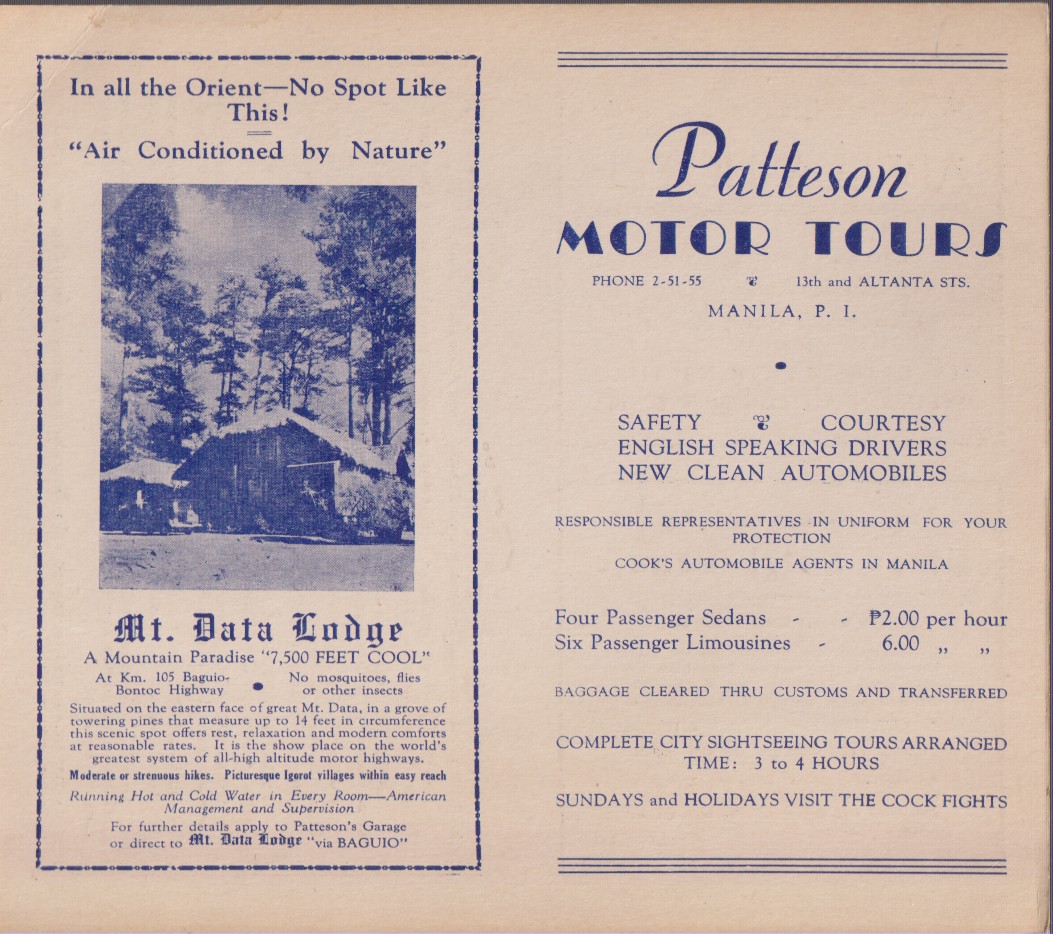 In all the Orient—No Spot Like
This!
"Air Conditioned by Nature"
Mt. Data Lodge
A Mountain Paradise "7,500 FEET COOL"
At Km. 105 Baguio-
Bontoc Highway
No mosquitoes, flies
or other insects
Situated on the eastern face of great Mt. Data, in a grove of
towering pines that measure up to 14 feet in circumference
this scenic spot offers rest, relaxation and modern comforts
at reasonable rates. It is the show place on the world's
greatest system of all-high altitude motor highways.
Moderate or strenuous hikes. Picturesque Igorot villages within easy reach
Running Hot and Cold Water in Every Room—American
Management and Supervision
For further details apply to Patteson's Garage
or direct to Mt. Data Lodge "via BAGUIO"
Patteson
MOTOR TOURS
PHONE 2-51-55 13th and ALTANTA STS.
MANILA, P. I.
SAFETY COURTESY
ENGLISH SPEAKING DRIVERS
NEW CLEAN AUTOMOBILES
RESPONSIBLE REPRESENTATIVES IN UNIFORM FOR YOUR
PROTECTION
COOK'S AUTOMOBILE AGENTS IN MANILA
Four Passenger Sedans - - ₱2.00 per hour
Six Passenger Limousines - 6.00 „ „
BAGGAGE CLEARED THRU CUSTOMS AND TRANSFERRED
COMPLETE CITY SIGHTSEEING TOURS ARRANGED
TIME: 3 to 4 HOURS
SUNDAYS and HOLIDAYS VISIT THE COCK FIGHTS